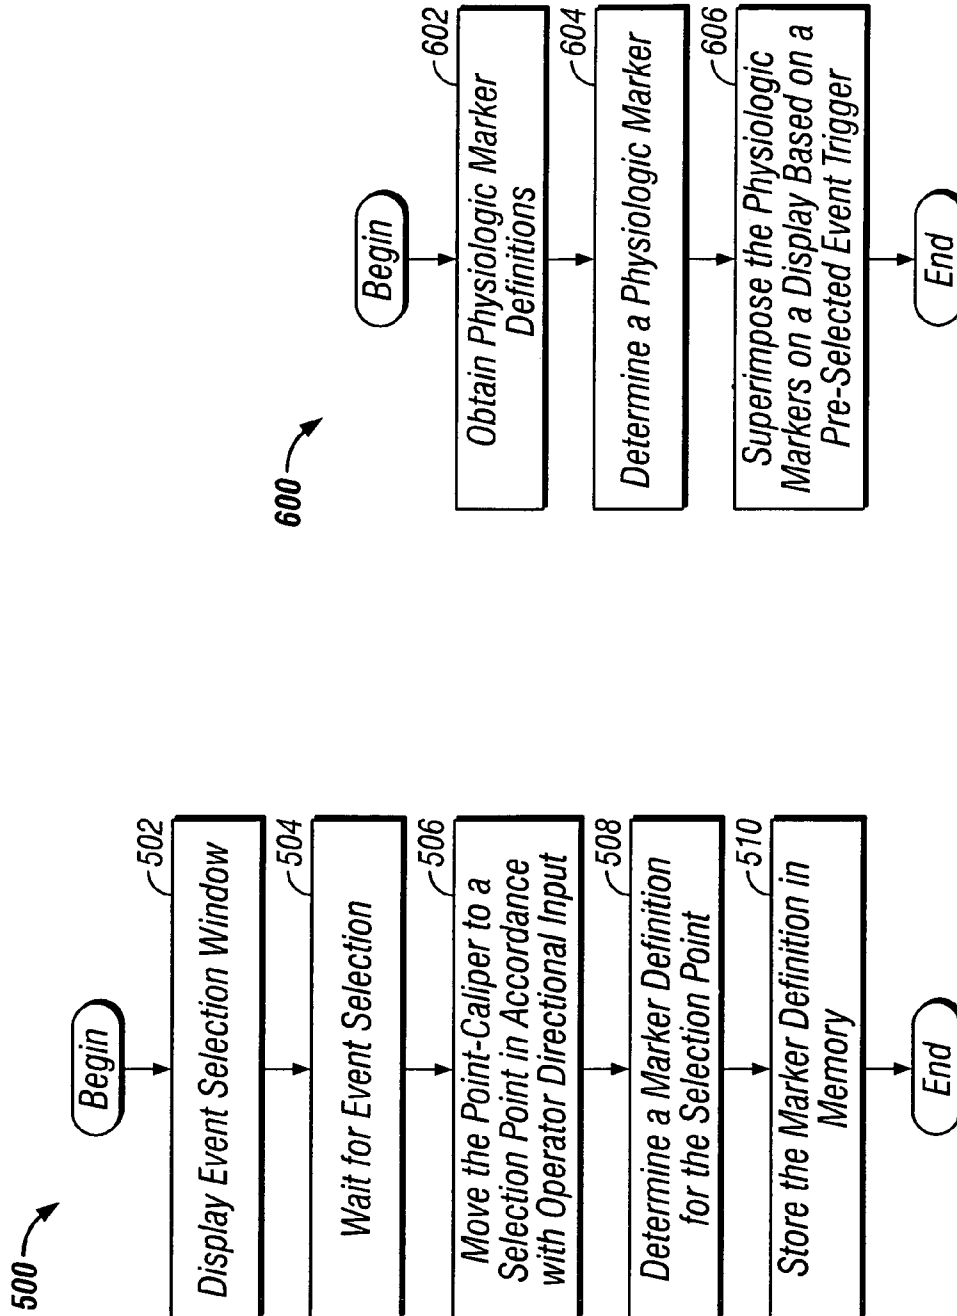 500
Begin
502
Display Event Selection Window
504
Wait for Event Selection
506
Move the Point-Caliper to a
Selection Point in Accordance
with Operator Directional Input
508
Determine a Marker Definition
for the Selection Point
510
Store the Marker Definition in
Memory
End
600
Begin
602
Obtain Physiologic Marker
Definitions
604
Determine a Physiologic Marker
606
Superimpose the Physiologic
Markers on a Display Based on a
Pre-Selected Event Trigger
End